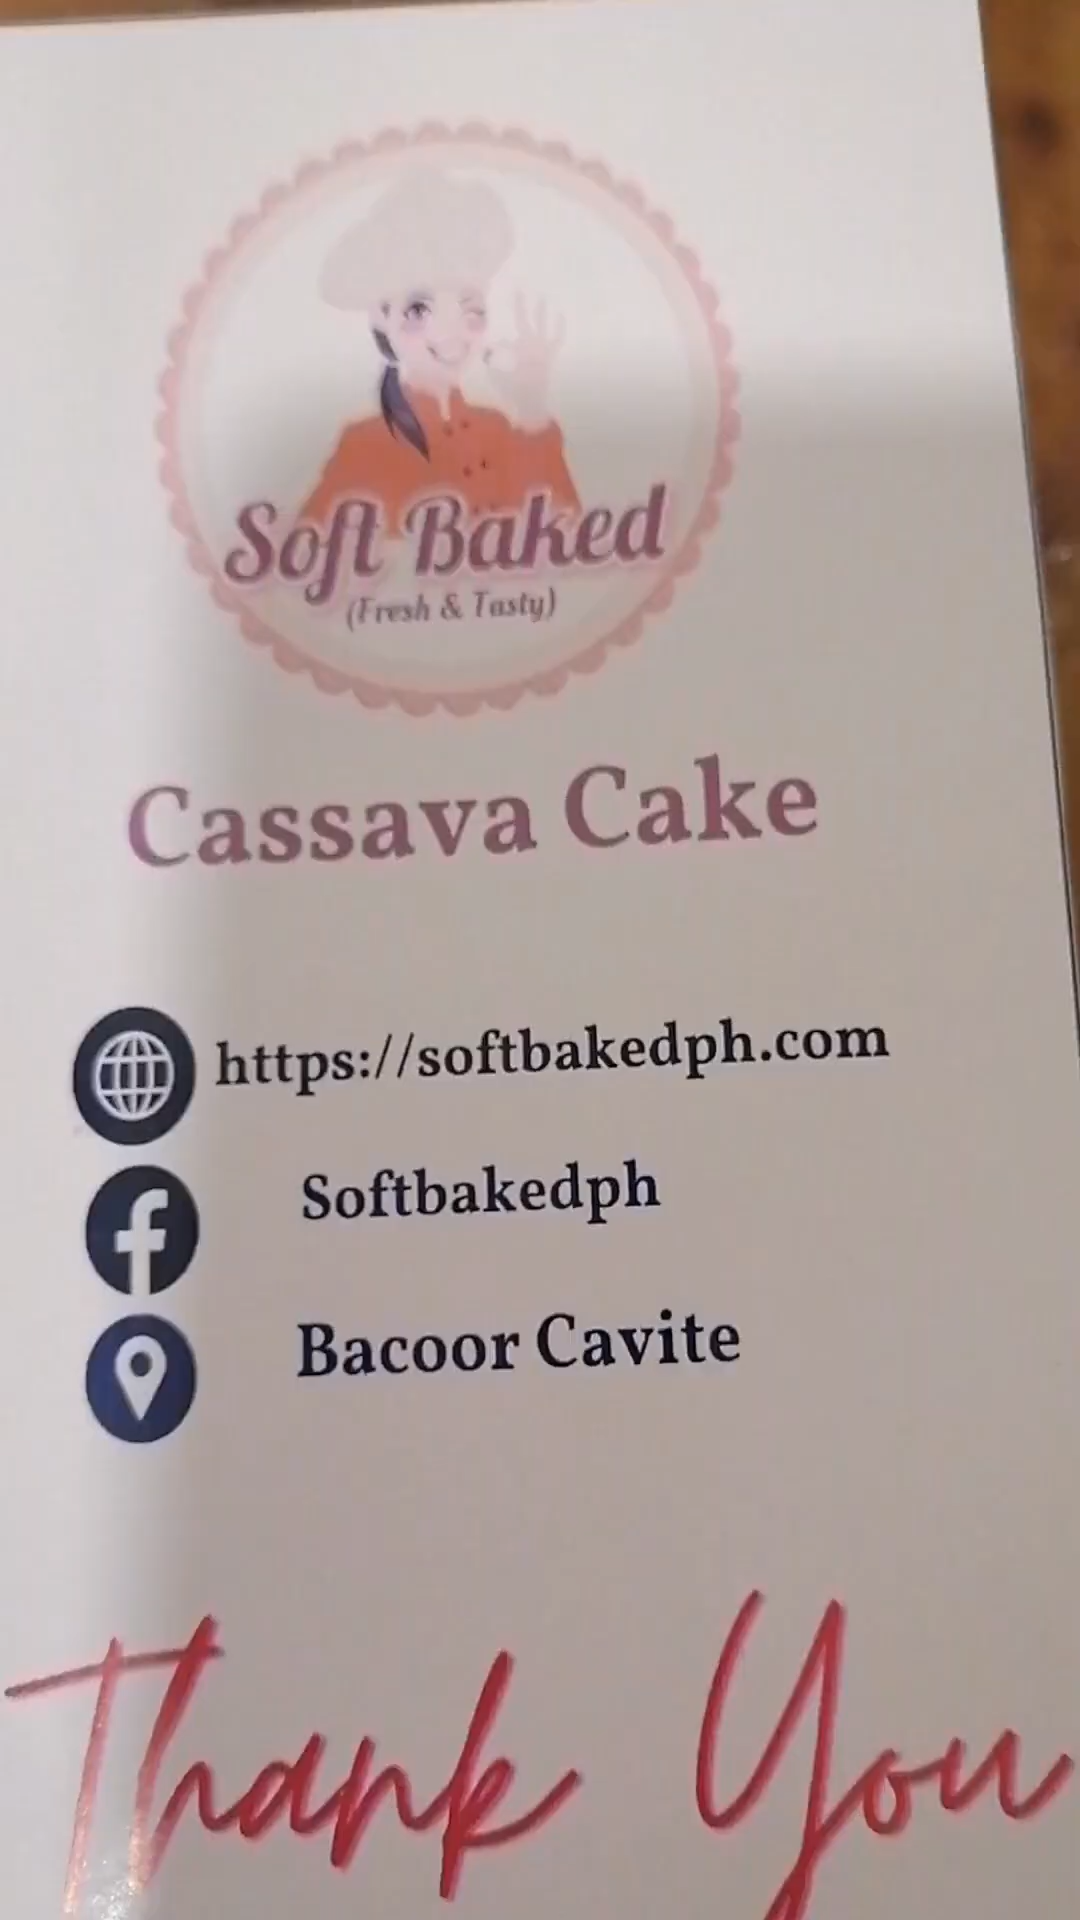 Soft Baked
(Fresh & Tasty)
Cassava Cake
https://softbakedph.com
Softbakedph
Bacoor Cavite
Thank You